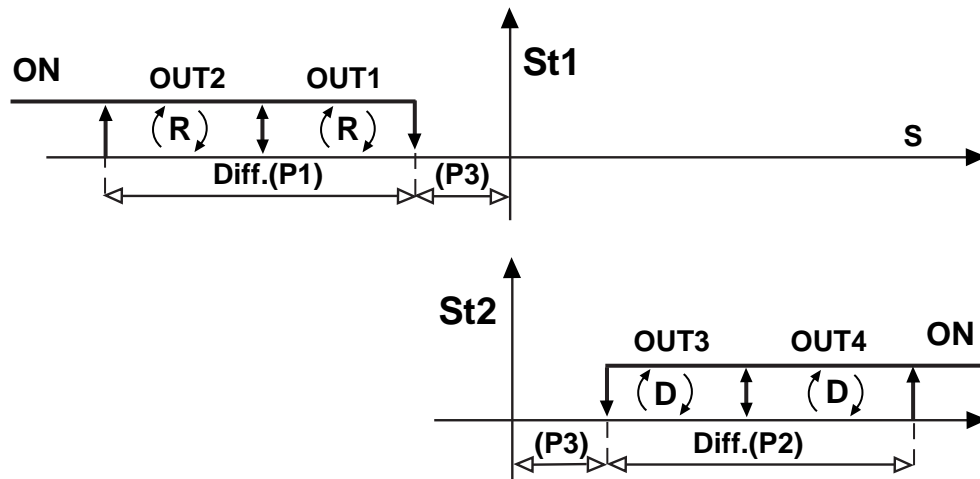 St1
ON
OUT2
OUT1
R
R
S
Diff.(P1)
(P3)
St2
OUT3
OUT4
ON
D
D
(P3)
Diff.(P2)